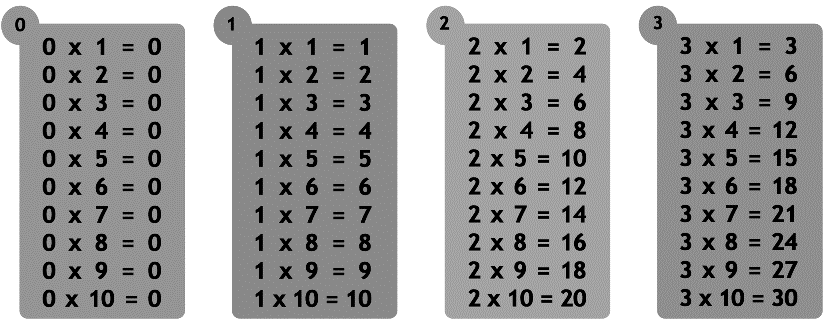 0
0 x 1 = 0
0 x 2 = 0
0 x 3 = 0
0 x 4 = 0
0 x 5 = 0
0 x 6 = 0
0 x 7 = 0
0 x 8 = 0
0 x 9 = 0
0 x 10 = 0
1
1 x 1 = 1
1 x 2 = 2
1 x 3 = 3
1 x 4 = 4
1 x 5 = 5
1 x 6 = 6
1 x 7 = 7
1 x 8 = 8
1 x 9 = 9
1 x 10 = 10
2
2 x 1 = 2
2 x 2 = 4
2 x 3 = 6
2 x 4 = 8
2 x 5 = 10
2 x 6 = 12
2 x 7 = 14
2 x 8 = 16
2 x 9 = 18
2 x 10 = 20
3
3 x 1 = 3
3 x 2 = 6
3 x 3 = 9
3 x 4 = 12
3 x 5 = 15
3 x 6 = 18
3 x 7 = 21
3 x 8 = 24
3 x 9 = 27
3 x 10 = 30